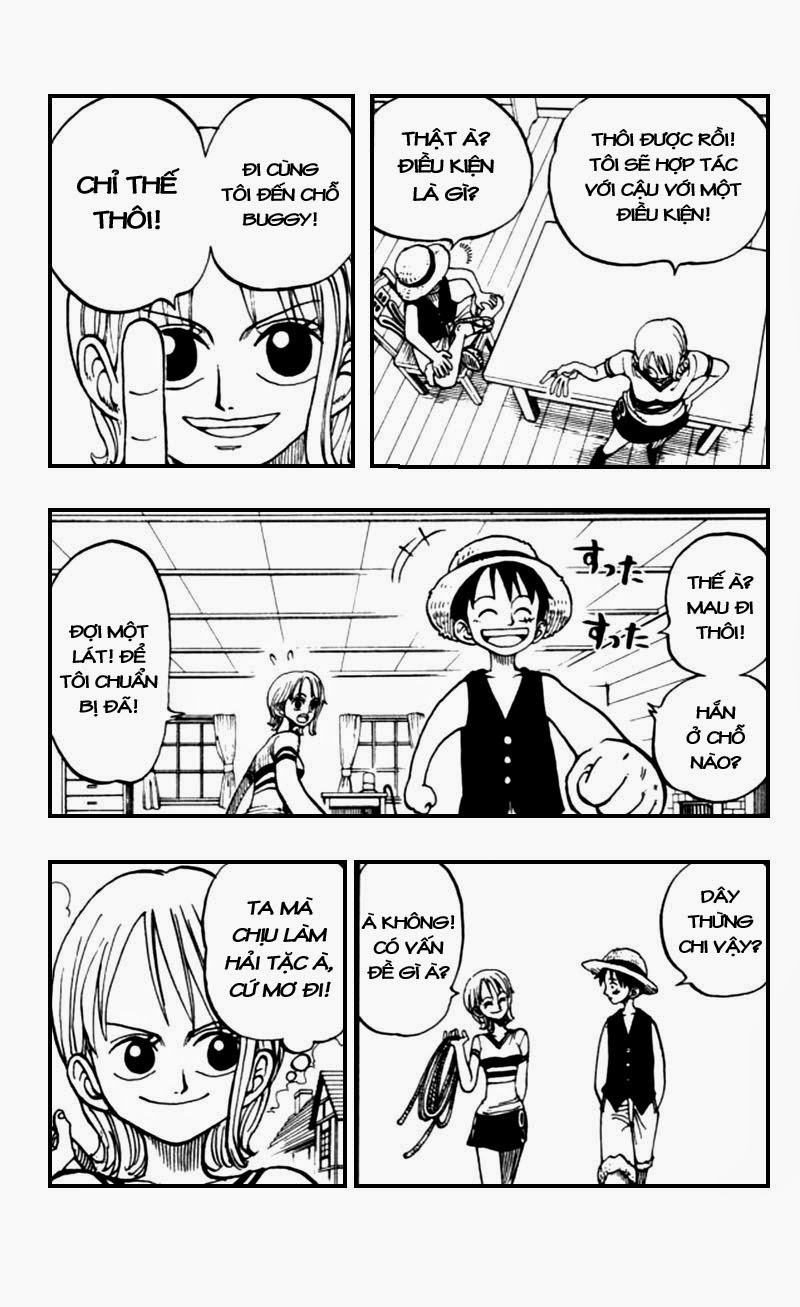 THÔI ĐƯỢC RỒI!
TÔI SẼ HỢP TÁC
VỚI CẬU VỚI MỘT
ĐIỀU KIỆN!
THẬT À?
ĐIỀU KIỆN
LÀ GÌ?
ĐI CÙNG
TÔI ĐẾN CHỖ
BUGGY!
CHỈ THẾ
THÔI!
THẾ À?
MAU ĐI
THÔI!
HẮN
Ở CHỖ
NÀO?
すった
すった
ĐỢI MỘT
LÁT! ĐỂ
TÔI CHUẨN
BỊ ĐÃ!
DÂY
THỪNG
CHI VẬY?
À KHÔNG!
CÓ VẤN
ĐỀ GÌ À?
TA MÀ
CHỊU LÀM
HẢI TẶC À,
CỨ MƠ ĐI!